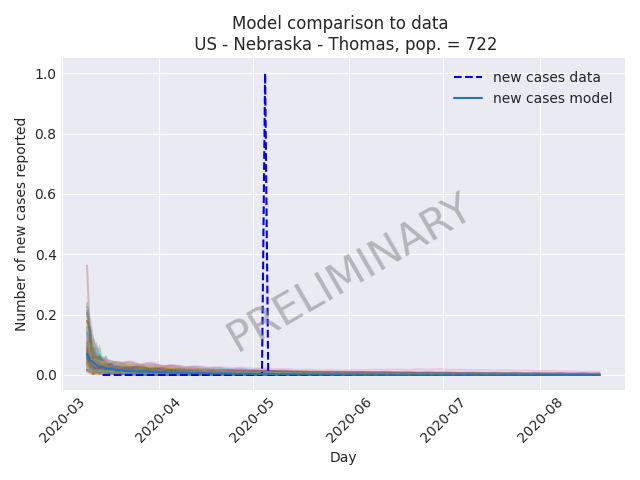 Model comparison to data
US - Nebraska - Thomas, pop. = 722
new cases data
new cases model
Number of new cases reported
1.0
0.8
0.6
0.4
0.2
0.0
PRELIMINARY
2020-03
2020-04
2020-05
2020-06
2020-07
2020-08
Day